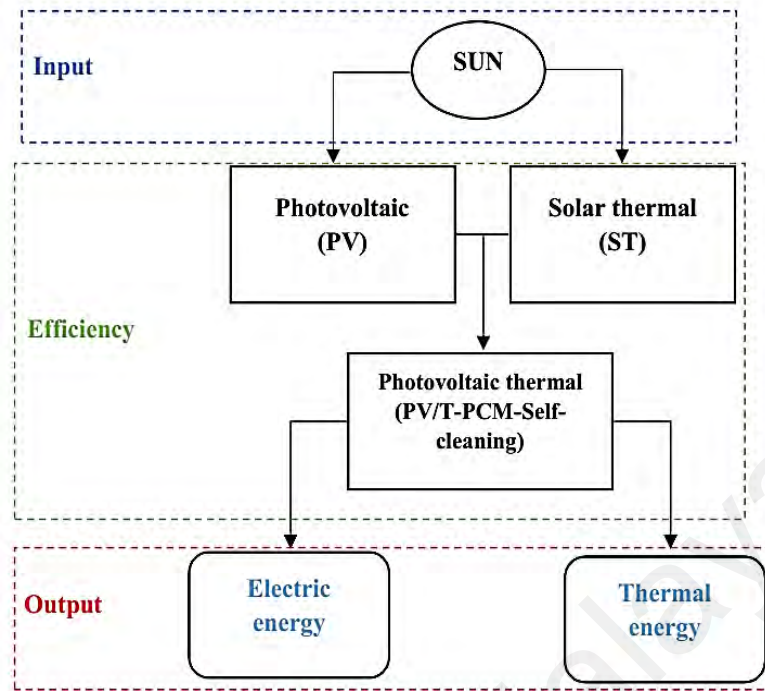 Input
SUN
Photovoltaic
(PV)
Solar thermal
(ST)
Efficiency
Photovoltaic thermal
(PV/T-PCM-Self-
cleaning)
Output
Electric
energy
Thermal
energy
alaya